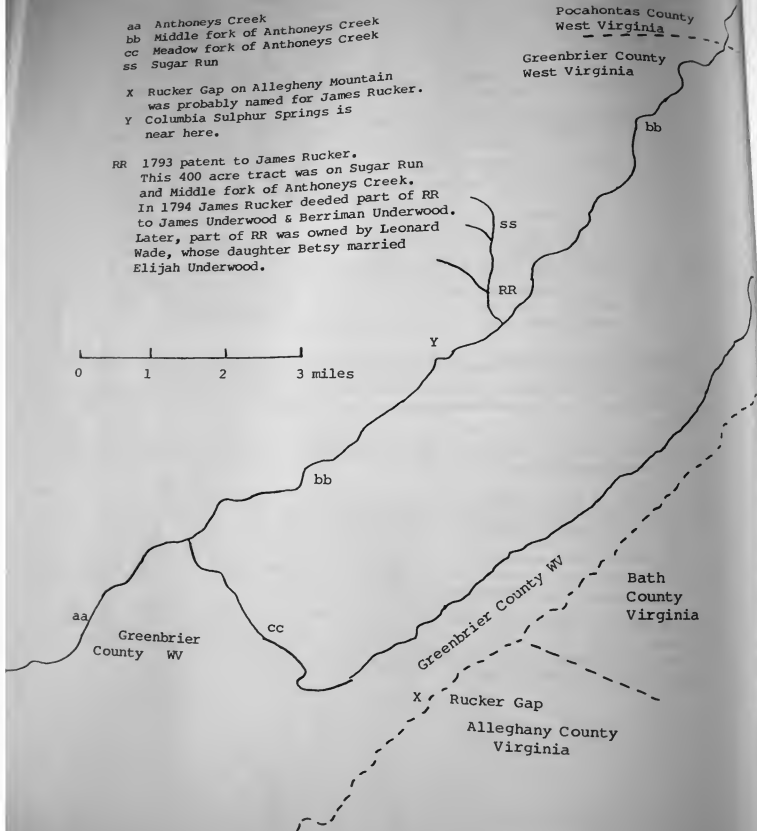 aa Anthoneys Creek
bb Middle fork of Anthoneys Creek
cc Meadow fork of Anthoneys Creek
ss Sugar Run
X Rucker Gap on Allegheny Mountain
was probably named for James Rucker.
Y Columbia Sulphur Springs is
near here.
RR 1793 patent to James Rucker.
This 400 acre tract was on Sugar Run
and Middle fork of Anthoneys Creek.
In 1794 James Rucker deeded part of RR
to James Underwood & Berriman Underwood.
Later, part of RR was owned by Leonard
Wade, whose daughter Betsy married
Elijah Underwood.
Pocahontas County
West Virginia
Greenbrier County
West Virginia
bb
ss
RR
Y
0 1 2 3 miles
bb
aa
Greenbrier
County WV
cc
Greenbrier County WV
Bath
County
Virginia
X Rucker Gap
Alleghany County
Virginia